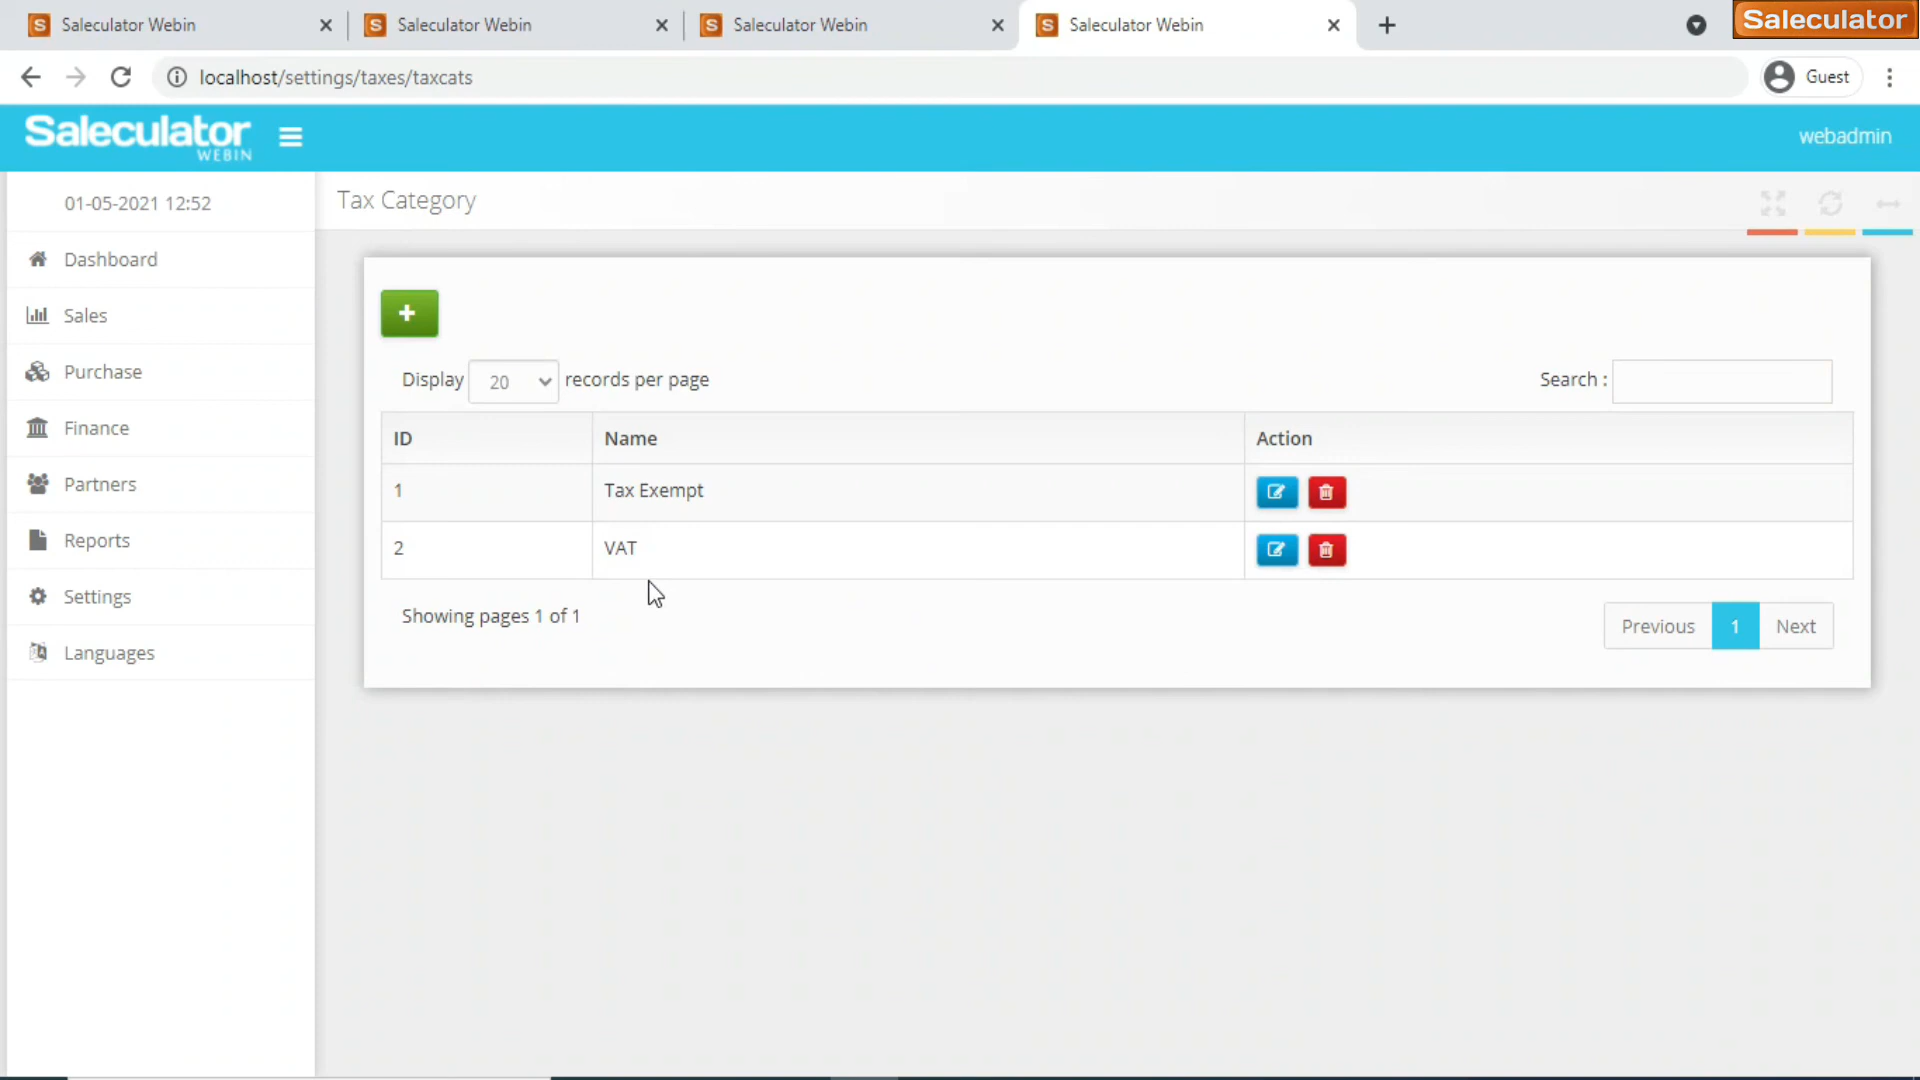 Saleculator Webin
Saleculator Webin
Saleculator Webin
Saleculator Webin
Saleculator
localhost/settings/taxes/taxcats
Guest
Saleculator
WEBIN
webadmin
01-05-2021 12:52
Tax Category
Dashboard
Sales
Purchase
Finance
Partners
Reports
Settings
Languages
Display 20 records per page
Search :
ID Name Action
1 Tax Exempt
2 VAT
Showing pages 1 of 1
Previous 1 Next